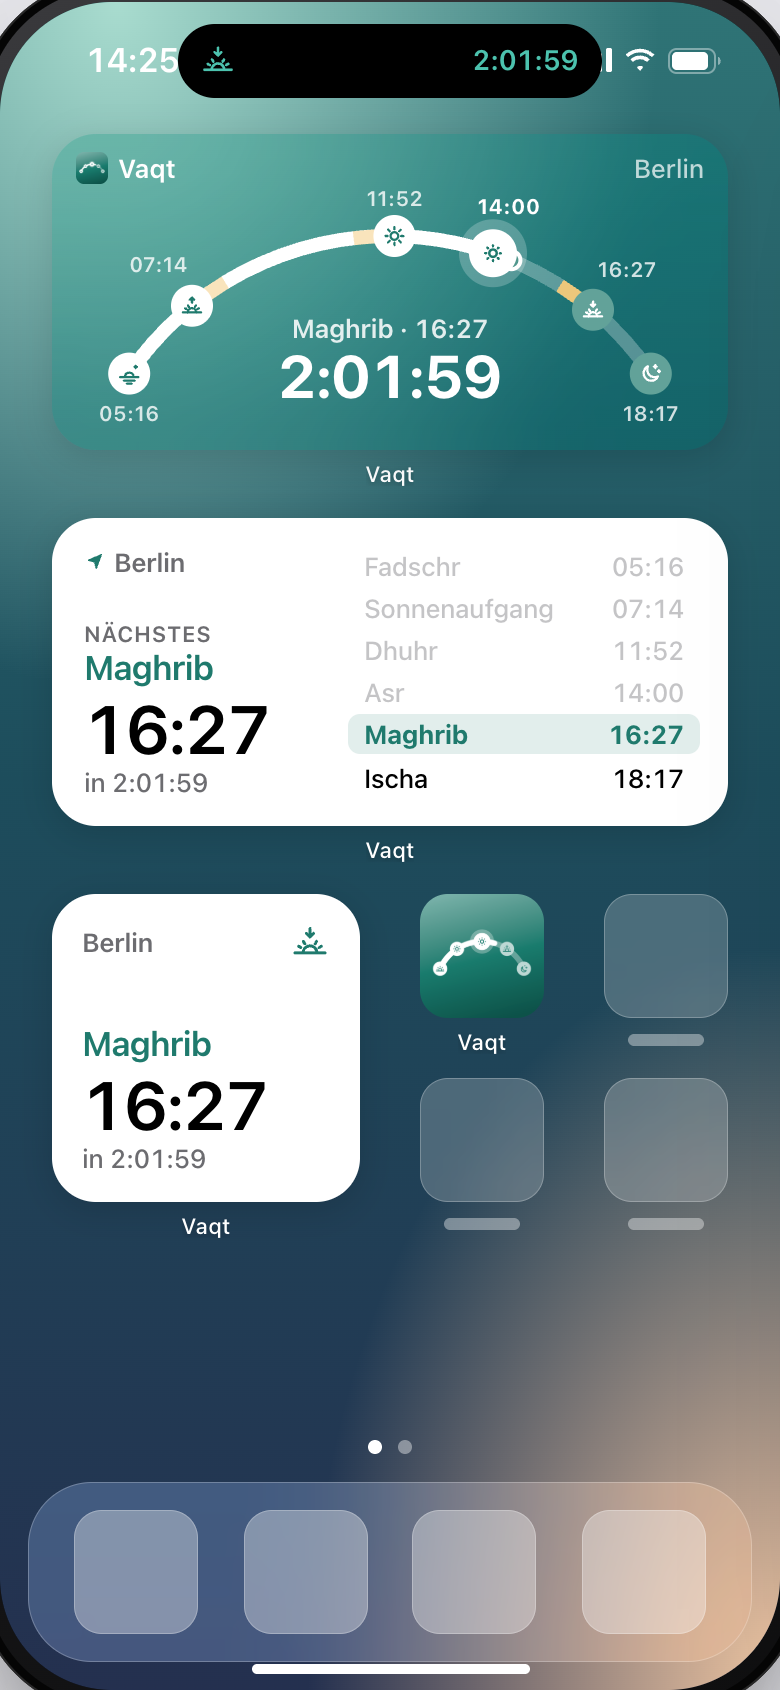 14:25
2:01:59
Vaqt
Berlin
11:52
14:00
07:14
16:27
Maghrib · 16:27
2:01:59
05:16
18:17
Vaqt
Berlin
NÄCHSTES
Maghrib
16:27
in 2:01:59
Fadschr 05:16
Sonnenaufgang 07:14
Dhuhr 11:52
Asr 14:00
Maghrib 16:27
Ischa 18:17
Vaqt
Berlin
Maghrib
16:27
in 2:01:59
Vaqt
Vaqt